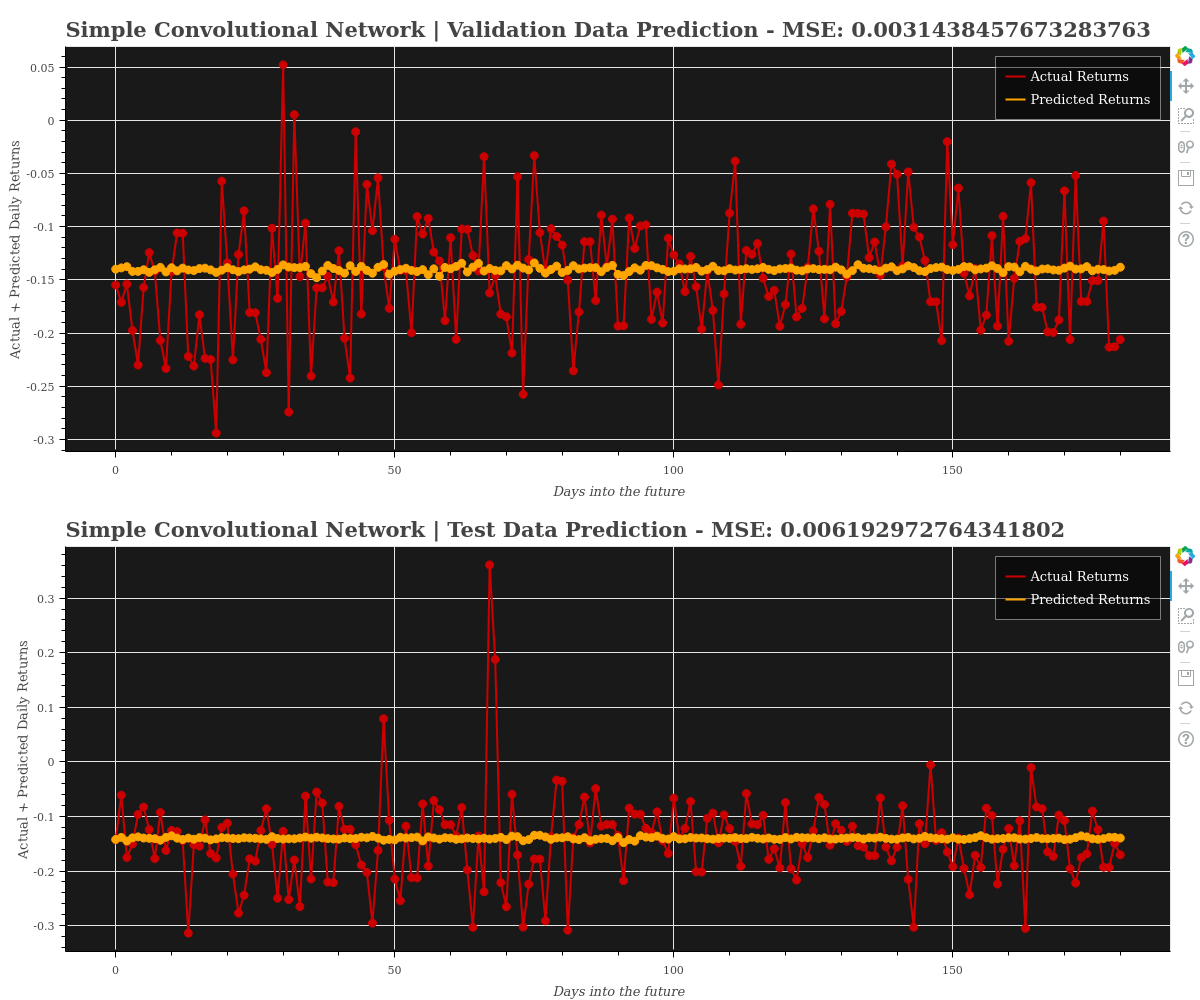 Simple Convolutional Network | Validation Data Prediction - MSE: 0.0031438457673283763
Actual + Predicted Daily Returns
0.05
0
-0.05
-0.1
-0.15
-0.2
-0.25
-0.3
Actual Returns
Predicted Returns
0
50
100
150
Days into the future
Simple Convolutional Network | Test Data Prediction - MSE: 0.006192972764341802
Actual + Predicted Daily Returns
0.3
0.2
0.1
0
-0.1
-0.2
-0.3
Actual Returns
Predicted Returns
0
50
100
150
Days into the future